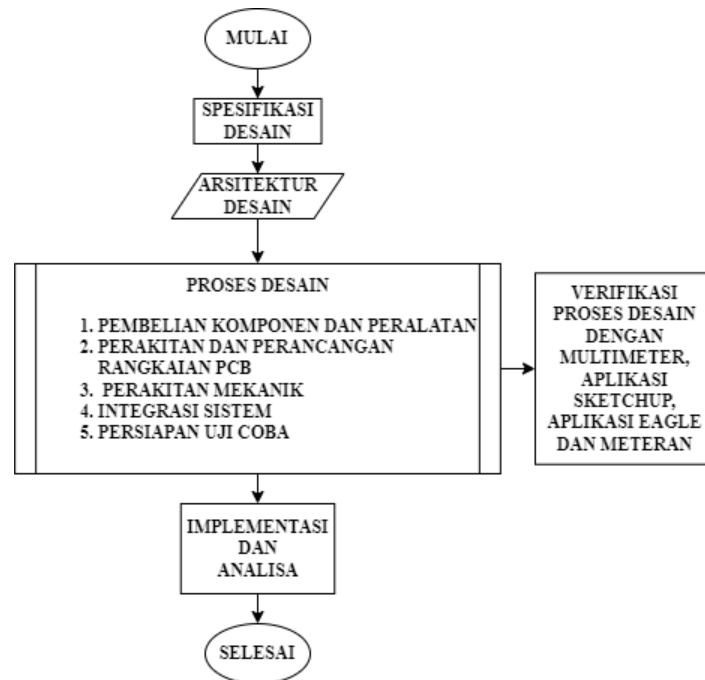 MULAI
SPESIFIKASI
DESAIN
ARSITEKTUR
DESAIN
PROSES DESAIN
1. PEMBELIAN KOMPONEN DAN PERALATAN
2. PERAKITAN DAN PERANCANGAN
RANGKAIAN PCB
3. PERAKITAN MEKANIK
4. INTEGRASI SISTEM
5. PERSIAPAN UJI COBA
VERIFIKASI
PROSES DESAIN
DENGAN
MULTIMETER,
APLIKASI
SKETCHUP,
APLIKASI EAGLE
DAN METERAN
IMPLEMENTASI
DAN
ANALISA
SELESAI